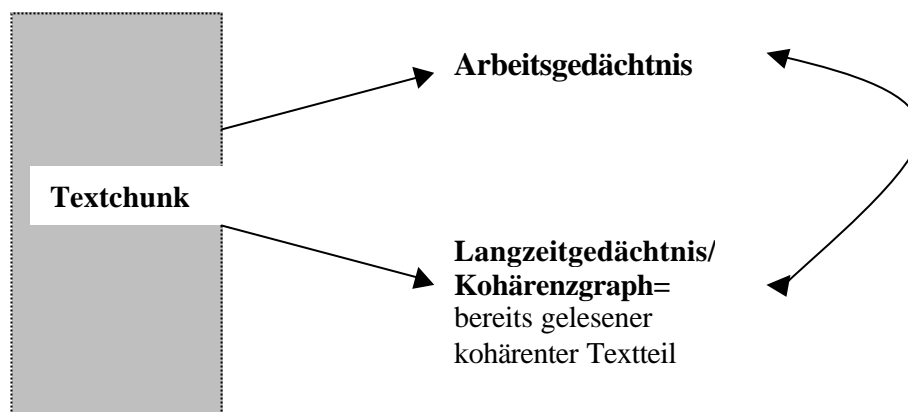 Arbeitsgedächtnis
Textchunk
Langzeitgedächtnis/
Kohärenzgraph=
bereits gelesener
kohärenter Textteil